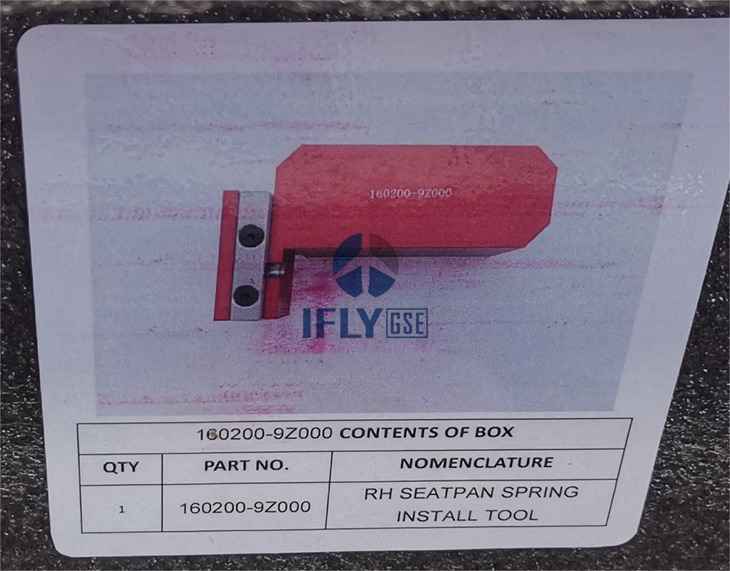 160200-9Z000
IFLY GSE
160200-9Z000 CONTENTS OF BOX
QTY PART NO. NOMENCLATURE
1 160200-9Z000 RH SEATPAN SPRING
INSTALL TOOL